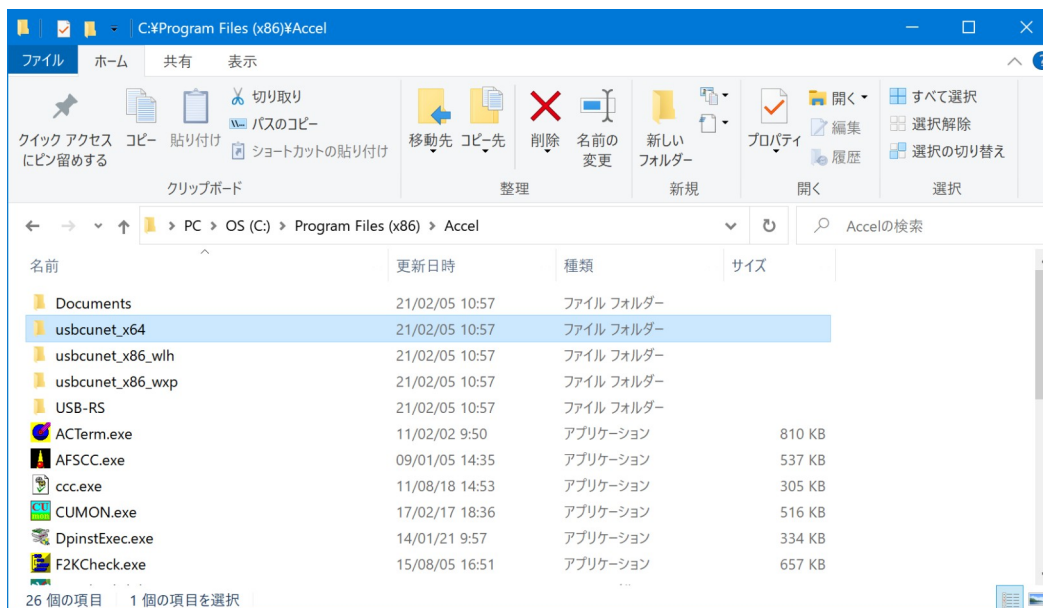 C:¥Program Files (x86)¥Accel
ファイル ホーム 共有 表示
クイック アクセス
にピン留めする
コピー
貼り付け
切り取り
パスのコピー
ショートカットの貼り付け
クリップボード
移動先
コピー先
削除
名前の
変更
整理
新しい
フォルダー
新規
プロパティ
開く
編集
履歴
開く
すべて選択
選択解除
選択の切り替え
選択
PC > OS (C:) > Program Files (x86) > Accel
Accelの検索
名前 更新日時 種類 サイズ
Documents 21/02/05 10:57 ファイル フォルダー
usbcunet_x64 21/02/05 10:57 ファイル フォルダー
usbcunet_x86_wlh 21/02/05 10:57 ファイル フォルダー
usbcunet_x86_wxp 21/02/05 10:57 ファイル フォルダー
USB-RS 21/02/05 10:57 ファイル フォルダー
ACTerm.exe 11/02/02 9:50 アプリケーション 810 KB
AFSCC.exe 09/01/05 14:35 アプリケーション 537 KB
ccc.exe 11/08/18 14:53 アプリケーション 305 KB
CUMON.exe 17/02/17 18:36 アプリケーション 516 KB
DpinstExec.exe 14/01/21 9:57 アプリケーション 334 KB
F2KCheck.exe 15/08/05 16:51 アプリケーション 657 KB
26 個の項目 1 個の項目を選択